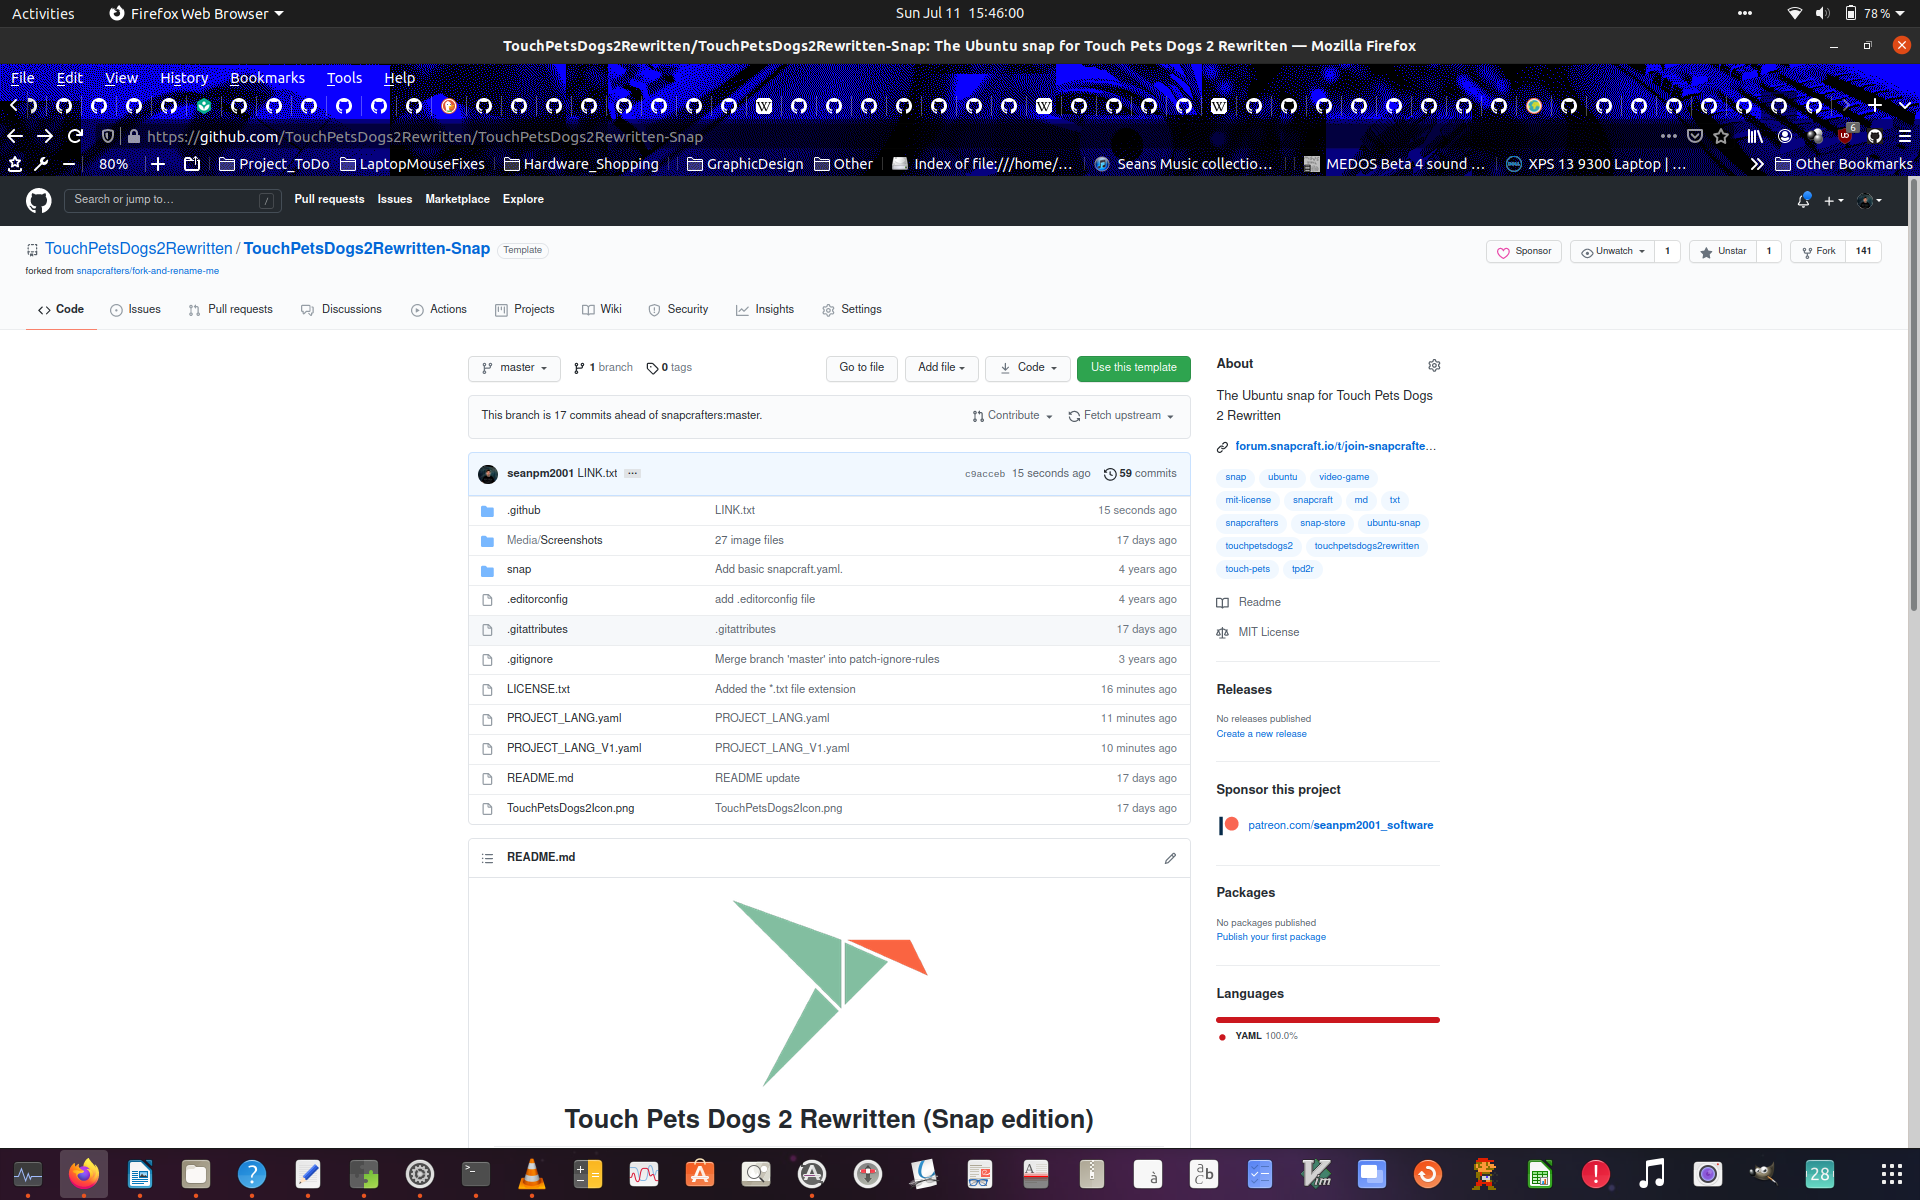 Activities Firefox Web Browser Sun Jul 11 15:46:00 78 %
TouchPetsDogs2Rewritten/TouchPetsDogs2Rewritten-Snap: The Ubuntu snap for Touch Pets Dogs 2 Rewritten — Mozilla Firefox
File Edit View History Bookmarks Tools Help
https://github.com/TouchPetsDogs2Rewritten/TouchPetsDogs2Rewritten-Snap 6
80% Project_ToDo LaptopMouseFixes Hardware_Shopping GraphicDesign Other Index of file:///home/… Seans Music collectio… MEDOS Beta 4 sound … XPS 13 9300 Laptop | … Other Bookmarks
Search or jump to… / Pull requests Issues Marketplace Explore
TouchPetsDogs2Rewritten / TouchPetsDogs2Rewritten-Snap Template Sponsor Unwatch 1 Unstar 1 Fork 141
forked from snapcrafters/fork-and-rename-me
Code Issues Pull requests Discussions Actions Projects Wiki Security Insights Settings
master 1 branch 0 tags Go to file Add file Code Use this template
This branch is 17 commits ahead of snapcrafters:master. Contribute Fetch upstream
seanpm2001 LINK.txt c9acceb 15 seconds ago 59 commits
.github LINK.txt 15 seconds ago
Media/Screenshots 27 image files 17 days ago
snap Add basic snapcraft.yaml. 4 years ago
.editorconfig add .editorconfig file 4 years ago
.gitattributes .gitattributes 17 days ago
.gitignore Merge branch 'master' into patch-ignore-rules 3 years ago
LICENSE.txt Added the *.txt file extension 16 minutes ago
PROJECT_LANG.yaml PROJECT_LANG.yaml 11 minutes ago
PROJECT_LANG_V1.yaml PROJECT_LANG_V1.yaml 10 minutes ago
README.md README update 17 days ago
TouchPetsDogs2Icon.png TouchPetsDogs2Icon.png 17 days ago
README.md
Touch Pets Dogs 2 Rewritten (Snap edition)
About
The Ubuntu snap for Touch Pets Dogs
2 Rewritten
forum.snapcraft.io/t/join-snapcrafte…
snap ubuntu video-game
mit-license snapcraft md txt
snapcrafters snap-store ubuntu-snap
touchpetsdogs2 touchpetsdogs2rewritten
touch-pets tpd2r
Readme
MIT License
Releases
No releases published
Create a new release
Sponsor this project
patreon.com/seanpm2001_software
Packages
No packages published
Publish your first package
Languages
YAML 100.0%
28